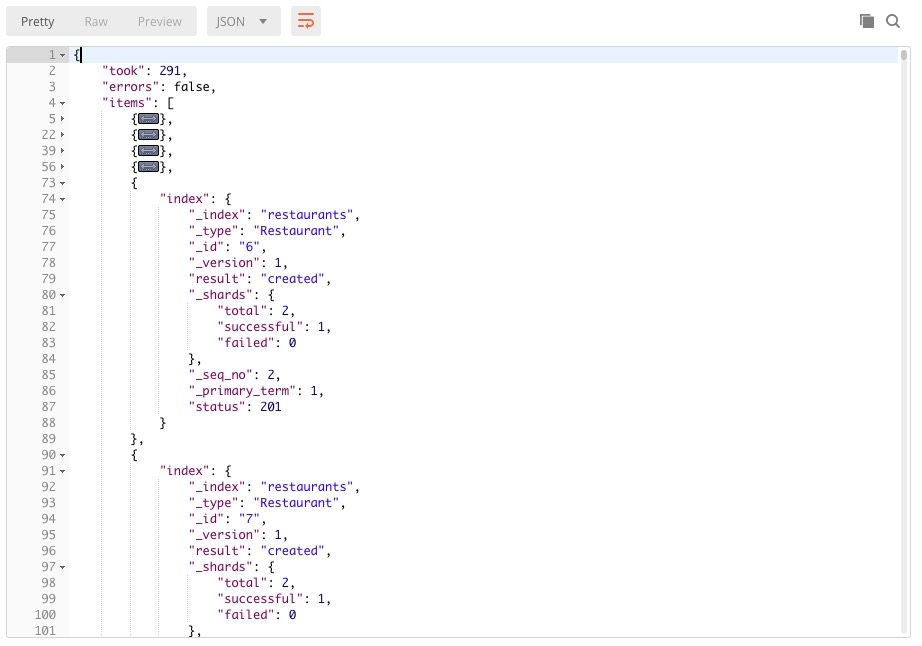 Pretty Raw Preview JSON
1 {
2 "took": 291,
3 "errors": false,
4 "items": [
5 {},
22 {},
39 {},
56 {},
73 {
74 "index": {
75 "_index": "restaurants",
76 "_type": "Restaurant",
77 "_id": "6",
78 "_version": 1,
79 "result": "created",
80 "_shards": {
81 "total": 2,
82 "successful": 1,
83 "failed": 0
84 },
85 "_seq_no": 2,
86 "_primary_term": 1,
87 "status": 201
88 }
89 },
90 {
91 "index": {
92 "_index": "restaurants",
93 "_type": "Restaurant",
94 "_id": "7",
95 "_version": 1,
96 "result": "created",
97 "_shards": {
98 "total": 2,
99 "successful": 1,
100 "failed": 0
101 },